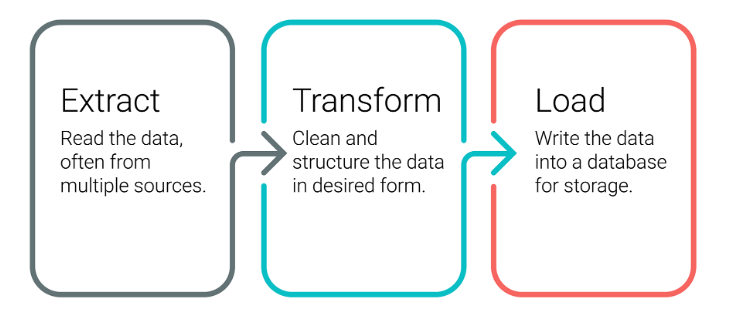 Extract
Read the data,
often from
multiple sources.
Transform
Clean and
structure the data
in desired form.
Load
Write the data
into a database
for storage.